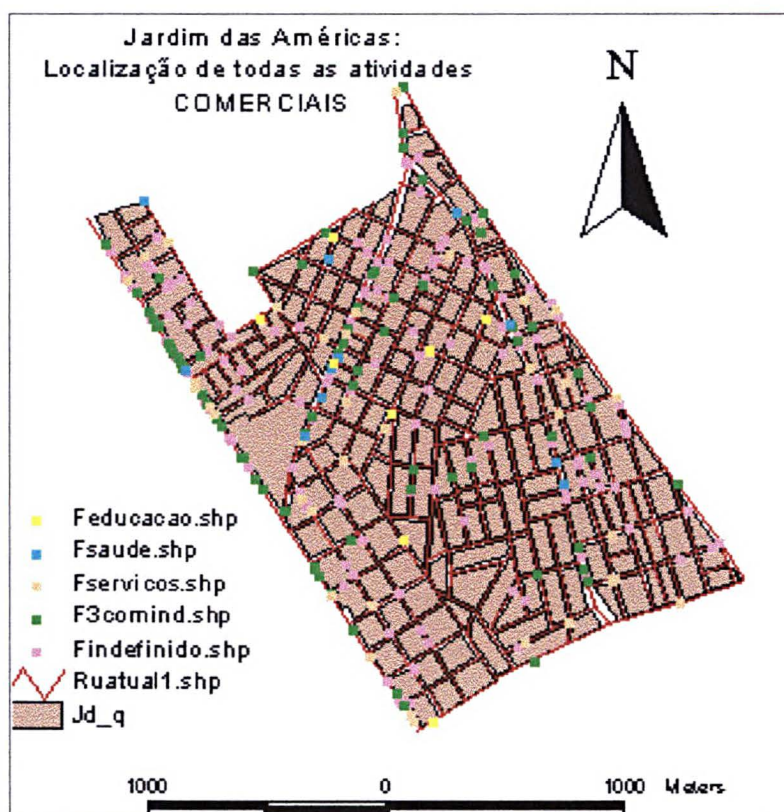 Jardim das Américas:
Localização de todas as atividades
COMERCIAIS
N
Feducacao.shp
Fsaude.shp
Fservicos.shp
F3comind.shp
Findefinido.shp
Ruatual1.shp
Jd_q
1000 0 1000 Meters